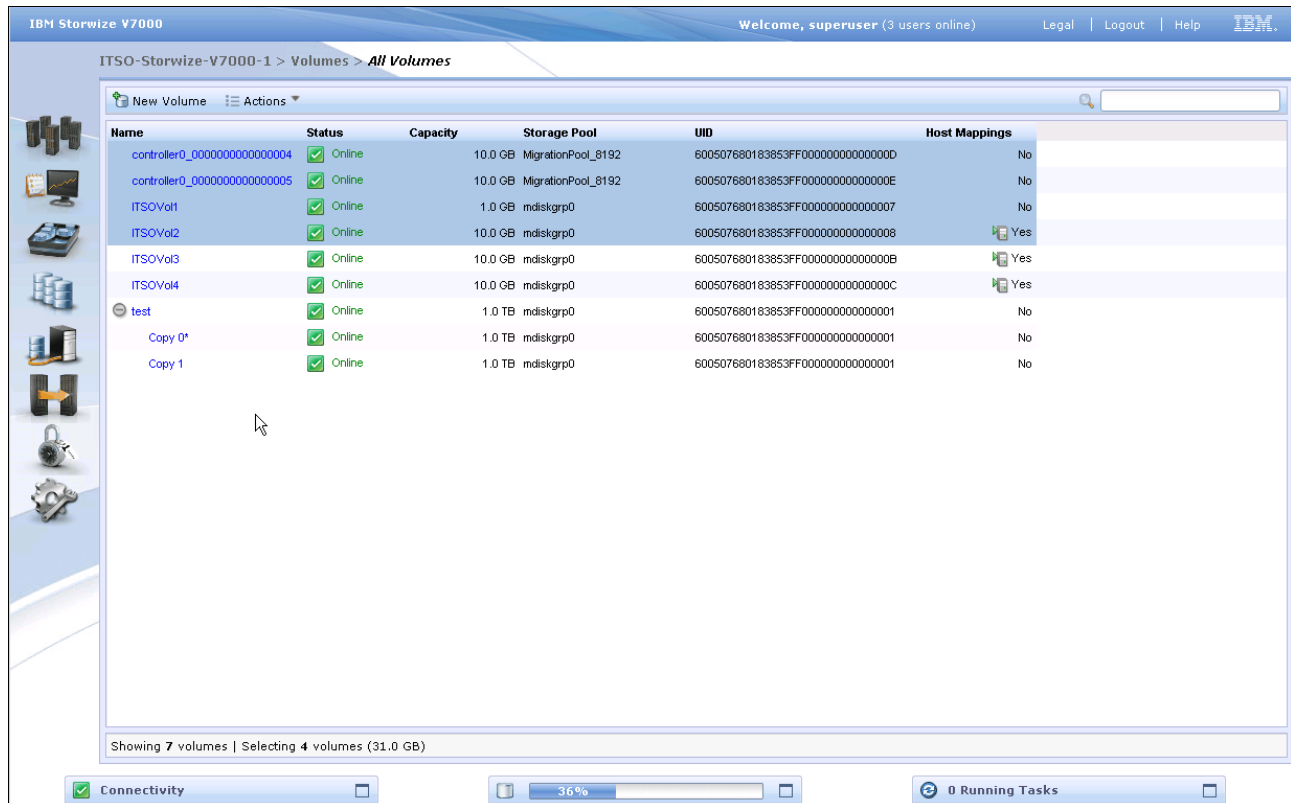 IBM Storwize V7000 Welcome, superuser (3 users online) Legal | Logout | Help IBM.
ITSO-Storwize-V7000-1 > Volumes > All Volumes
New Volume Actions
Name Status Capacity Storage Pool UID Host Mappings
controller0_0000000000000004 Online 10.0 GB MigrationPool_8192 600507680183853FF00000000000000D No
controller0_0000000000000005 Online 10.0 GB MigrationPool_8192 600507680183853FF00000000000000E No
ITSOVol1 Online 1.0 GB mdiskgrp0 600507680183853FF000000000000007 No
ITSOVol2 Online 10.0 GB mdiskgrp0 600507680183853FF000000000000008 Yes
ITSOVol3 Online 10.0 GB mdiskgrp0 600507680183853FF00000000000000B Yes
ITSOVol4 Online 10.0 GB mdiskgrp0 600507680183853FF00000000000000C Yes
test Online 1.0 TB mdiskgrp0 600507680183853FF000000000000001 No
Copy 0* Online 1.0 TB mdiskgrp0 600507680183853FF000000000000001 No
Copy 1 Online 1.0 TB mdiskgrp0 600507680183853FF000000000000001 No
Showing 7 volumes | Selecting 4 volumes (31.0 GB)
Connectivity 36% 0 Running Tasks